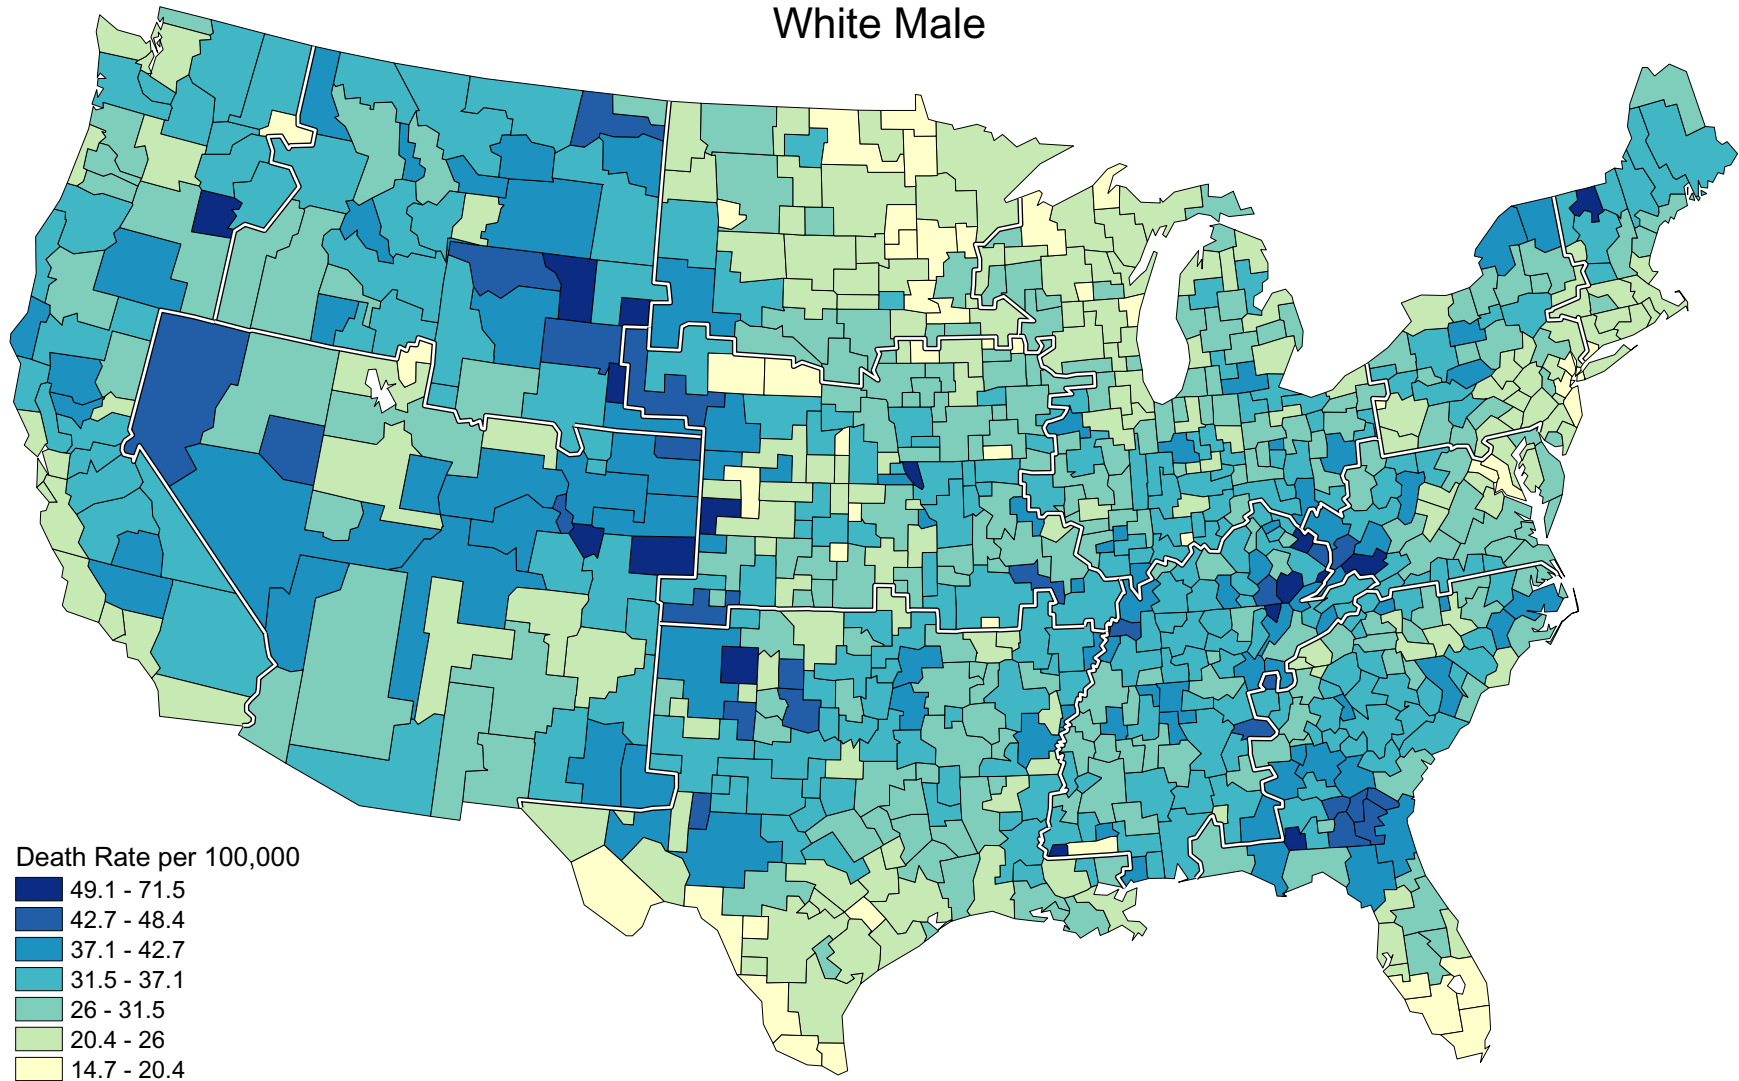 White Male
Death Rate per 100,000
49.1 - 71.5
42.7 - 48.4
37.1 - 42.7
31.5 - 37.1
26 - 31.5
20.4 - 26
14.7 - 20.4